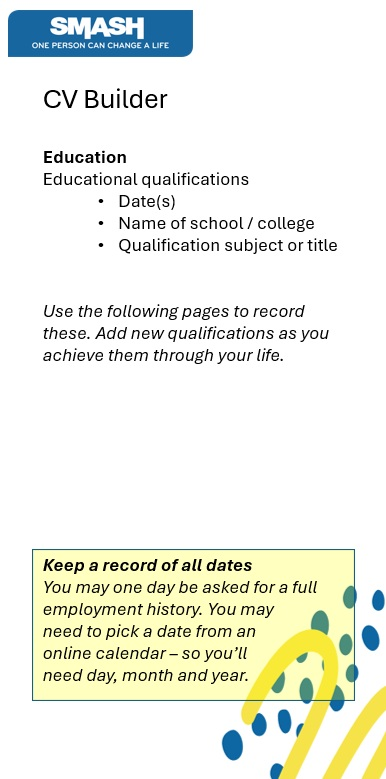 SMASH
ONE PERSON CAN CHANGE A LIFE
CV Builder
Education
Educational qualifications
• Date(s)
• Name of school / college
• Qualification subject or title
Use the following pages to record
these. Add new qualifications as you
achieve them through your life.
Keep a record of all dates
You may one day be asked for a full
employment history. You may
need to pick a date from an
online calendar – so you’ll
need day, month and year.